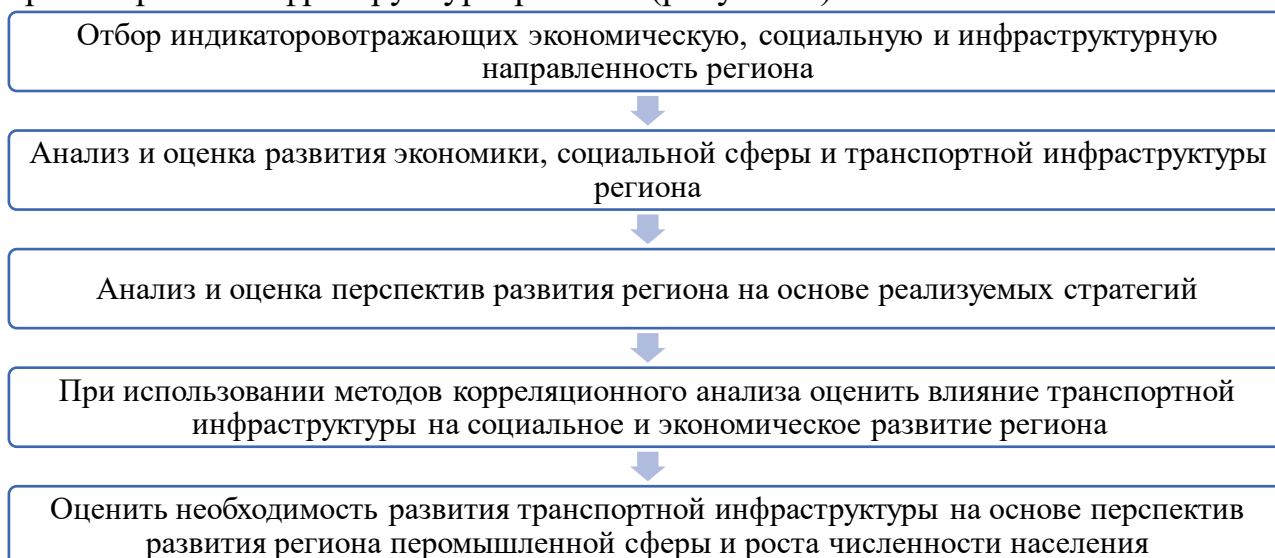 Отбор индикаторовотражающих экономическую, социальную и инфраструктурную
направленность региона
Анализ и оценка развития экономики, социальной сферы и транспортной инфраструктуры
региона
Анализ и оценка перспектив развития региона на основе реализуемых стратегий
При использовании методов корреляционного анализа оценить влияние транспортной
инфраструктуры на социальное и экономическое развитие региона
Оценить необходимость развития транспортной инфраструктуры на основе перспектив
развития региона перомышленной сферы и роста численности населения